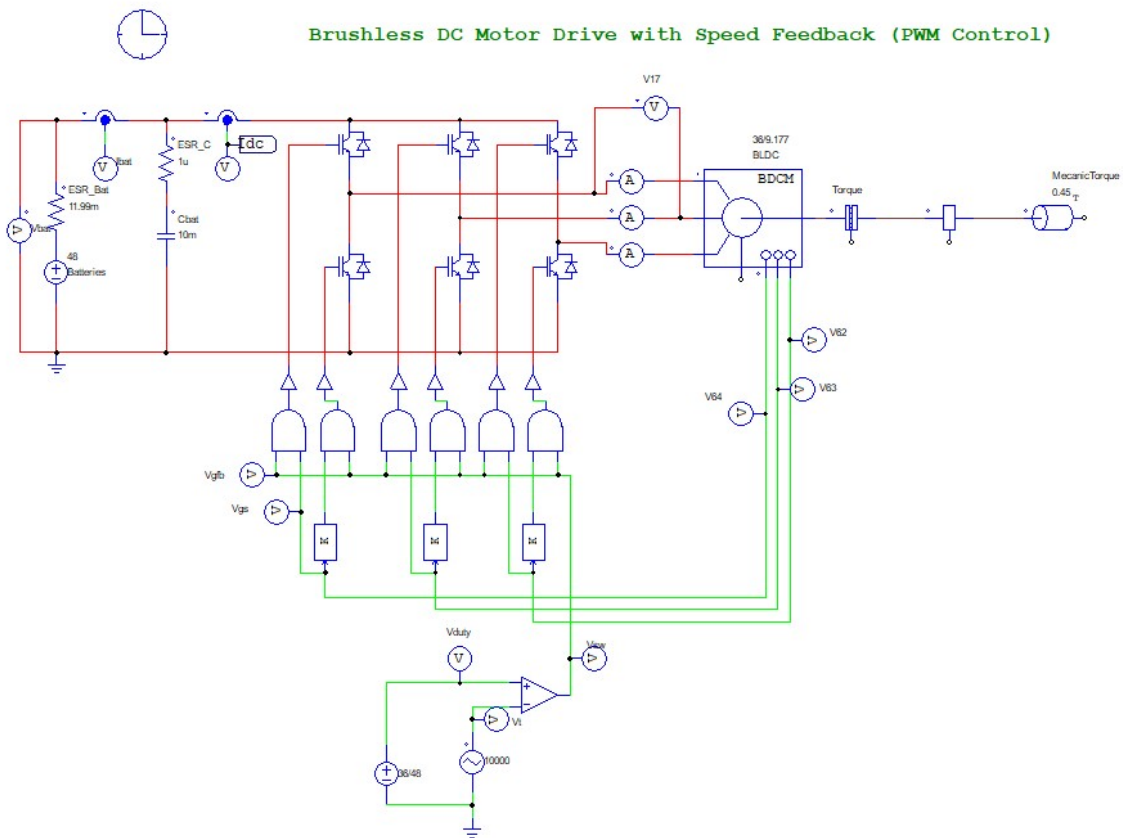 Brushless DC Motor Drive with Speed Feedback (PWM Control)
V17
V
ESR_C
1u
Idc
V
Ibat
V
36/9.177
BLDC
BDCM
Torque
MecanicTorque
0.45
T
ESR_Bat
11.99m
A
V
Vbat
Cbat
10m
A
48
Batteries
A
V62
V
V63
V
V64
V
Vgfb
V
Vgs
V
Vduty
V
Vsw
V
Vt
V
10000
36/48